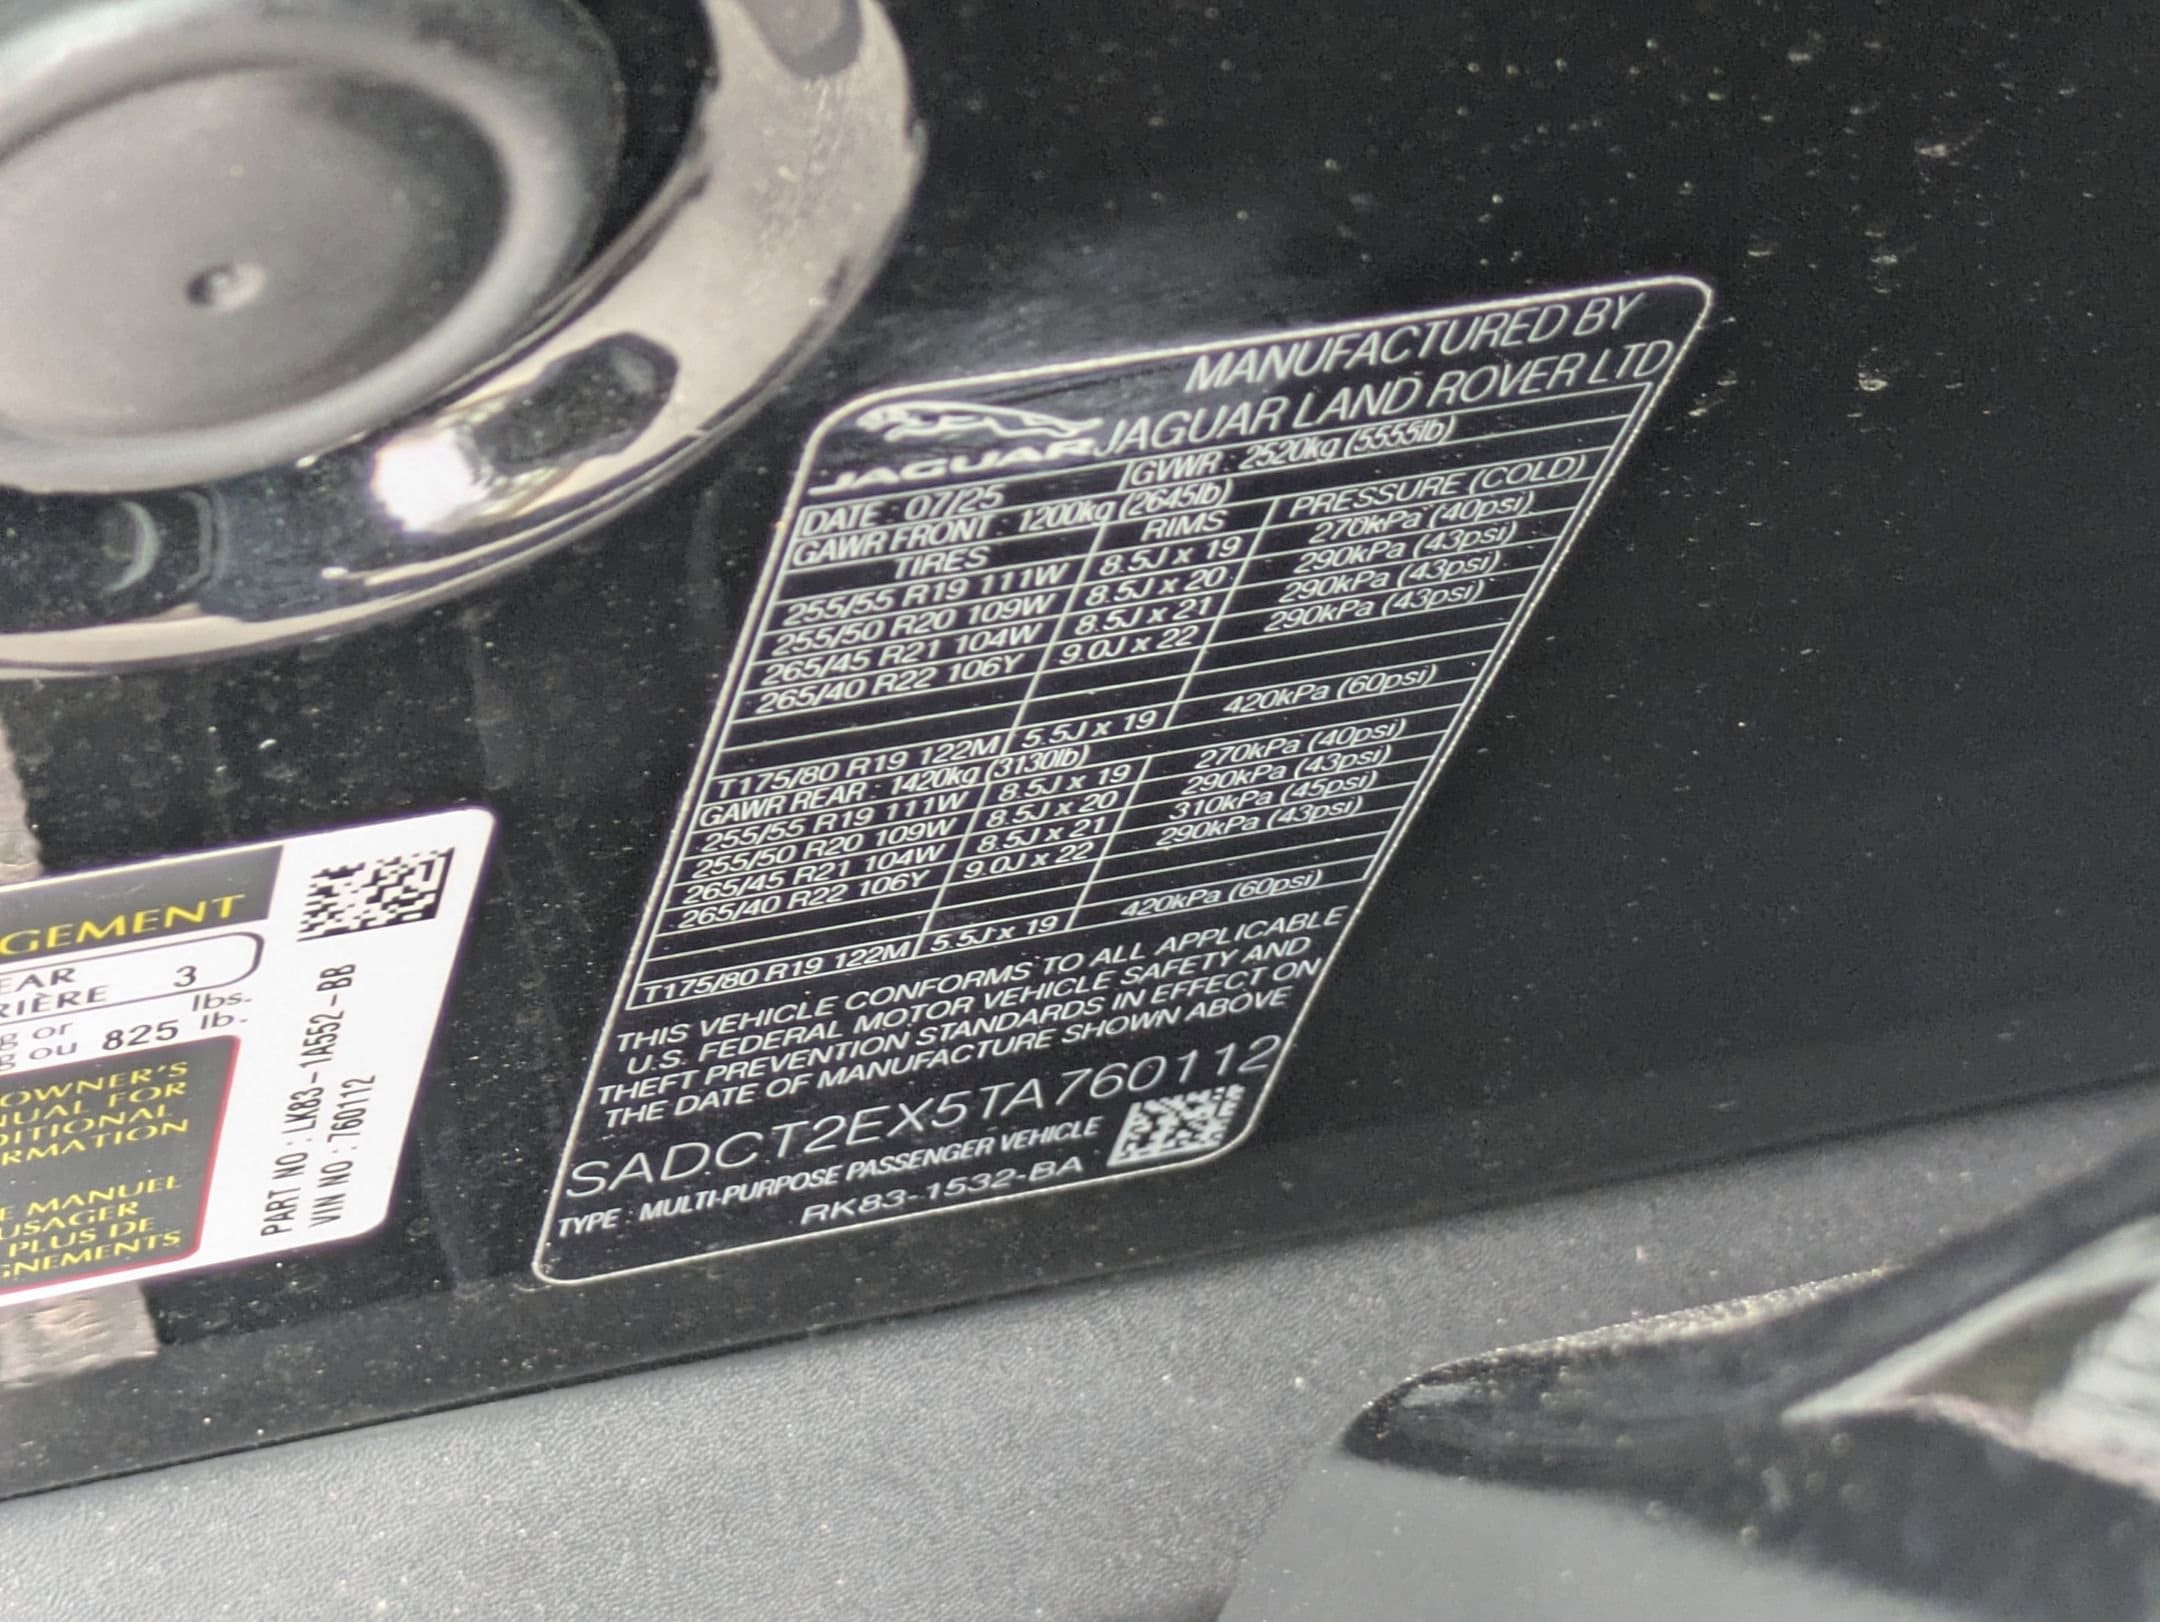 GEMENT
EAR 3
RIÈRE
g or 825 lbs.
g ou lb.
OWNER'S
NUAL FOR
DITIONAL
RMATION
E MANUEL
USAGER
PLUS DE
GNEMENTS
PART NO : LK83-1A552-BB
VIN NO : 760112
MANUFACTURED BY
JAGUAR JAGUAR LAND ROVER LTD
DATE : 07/25 GVWR : 2520kg (5555lb)
GAWR FRONT : 1200kg (2645lb)
TIRES RIMS PRESSURE (COLD)
255/55 R19 111W 8.5J x 19 270kPa (40psi)
255/50 R20 109W 8.5J x 20 290kPa (43psi)
265/45 R21 104W 8.5J x 21 290kPa (43psi)
265/40 R22 106Y 9.0J x 22 290kPa (43psi)
T175/80 R19 122M 5.5J x 19 420kPa (60psi)
GAWR REAR : 1420kg (3130lb)
255/55 R19 111W 8.5J x 19 270kPa (40psi)
255/50 R20 109W 8.5J x 20 290kPa (43psi)
265/45 R21 104W 8.5J x 21 310kPa (45psi)
265/40 R22 106Y 9.0J x 22 290kPa (43psi)
T175/80 R19 122M 5.5J x 19 420kPa (60psi)
THIS VEHICLE CONFORMS TO ALL APPLICABLE
U.S. FEDERAL MOTOR VEHICLE SAFETY AND
THEFT PREVENTION STANDARDS IN EFFECT ON
THE DATE OF MANUFACTURE SHOWN ABOVE
SADCT2EX5TA760112
TYPE : MULTI-PURPOSE PASSENGER VEHICLE
RK83-1532-BA